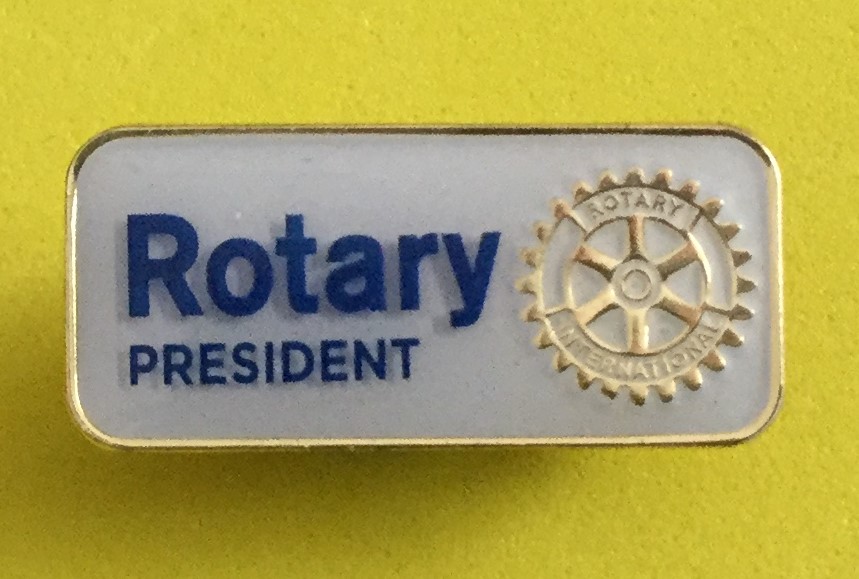 Rotary
PRESIDENT
ROTARY
INTERNATIONAL